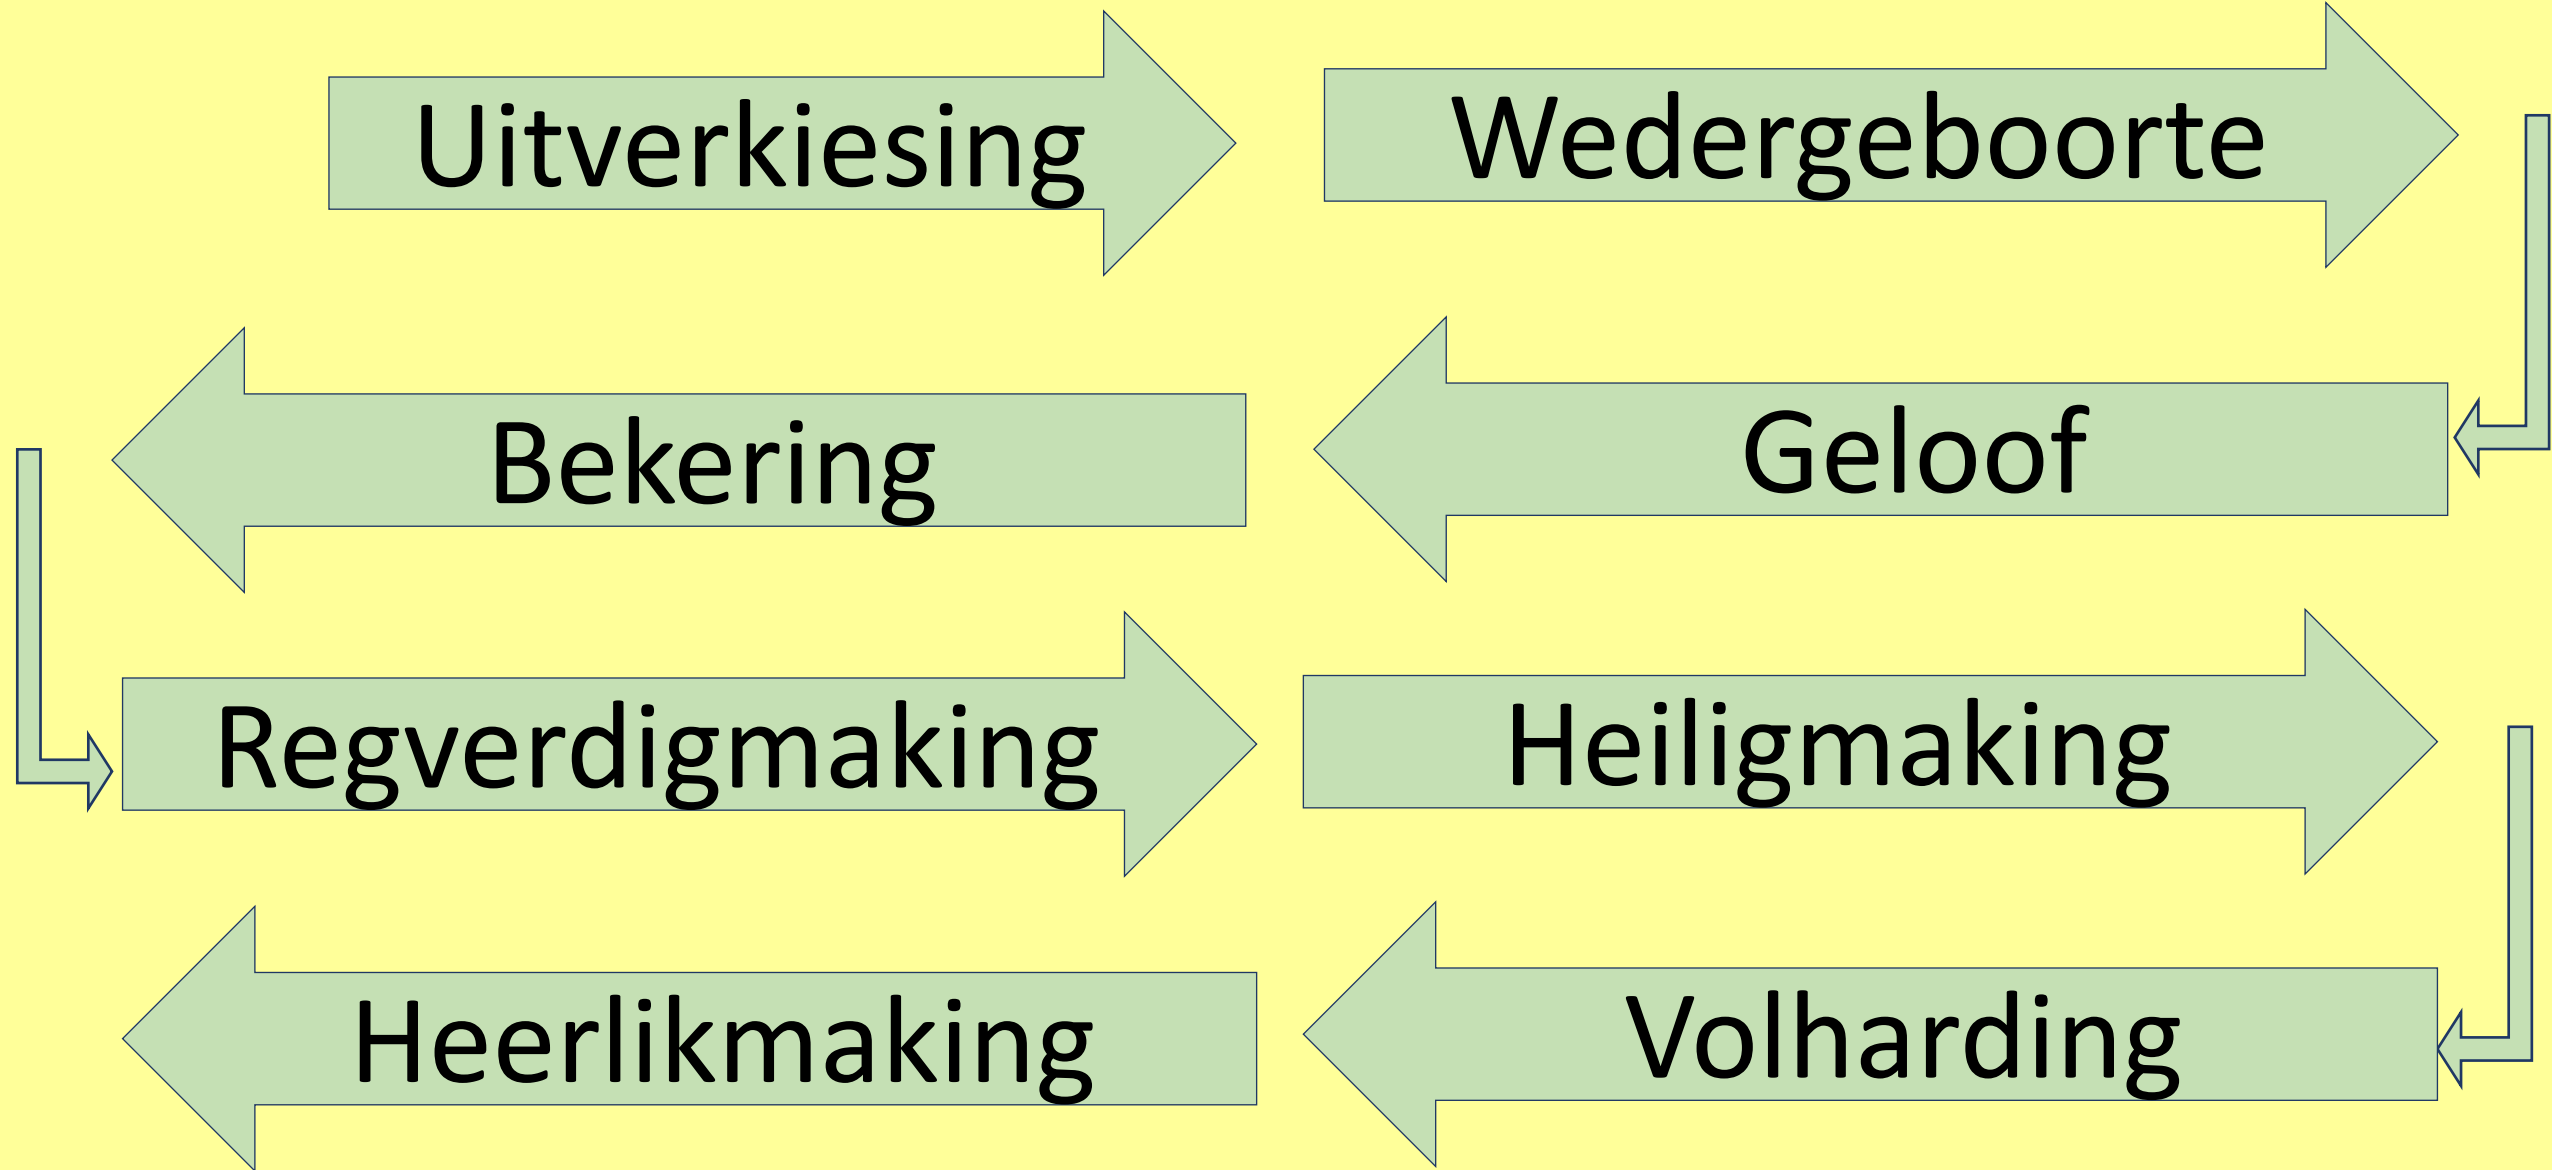 Uitverkiesing
Wedergeboorte
Geloof
Bekering
Regverdigmaking
Heiligmaking
Volharding
Heerlikmaking